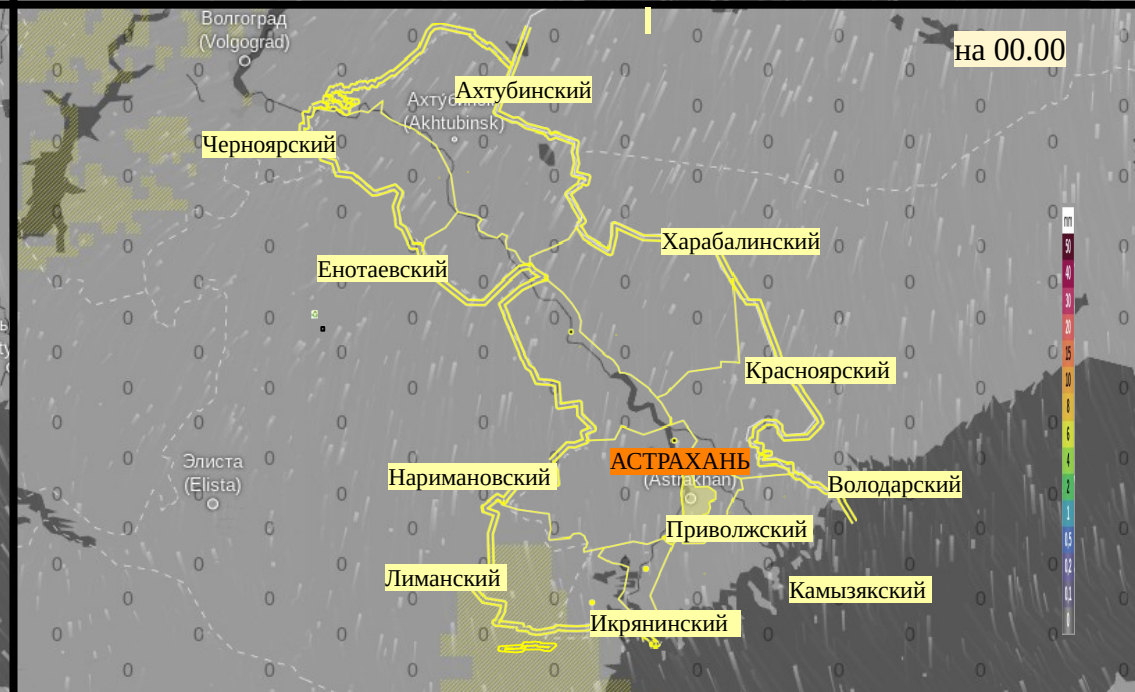 Волгоград
(Volgograd)
на 00.00
Ахтубинский
(Akhtubinsk)
Черноярский
Харабалинский
Енотаевский
Красноярский
АСТРАХАНЬ
(Astrakhan)
Элиста
(Elista)
Наримановский
Володарский
Приволжский
Лиманский
Камызякский
Икрянинский
mm
50
40
30
20
15
10
8
6
4
2
1
0,5
0,2
0,1
0